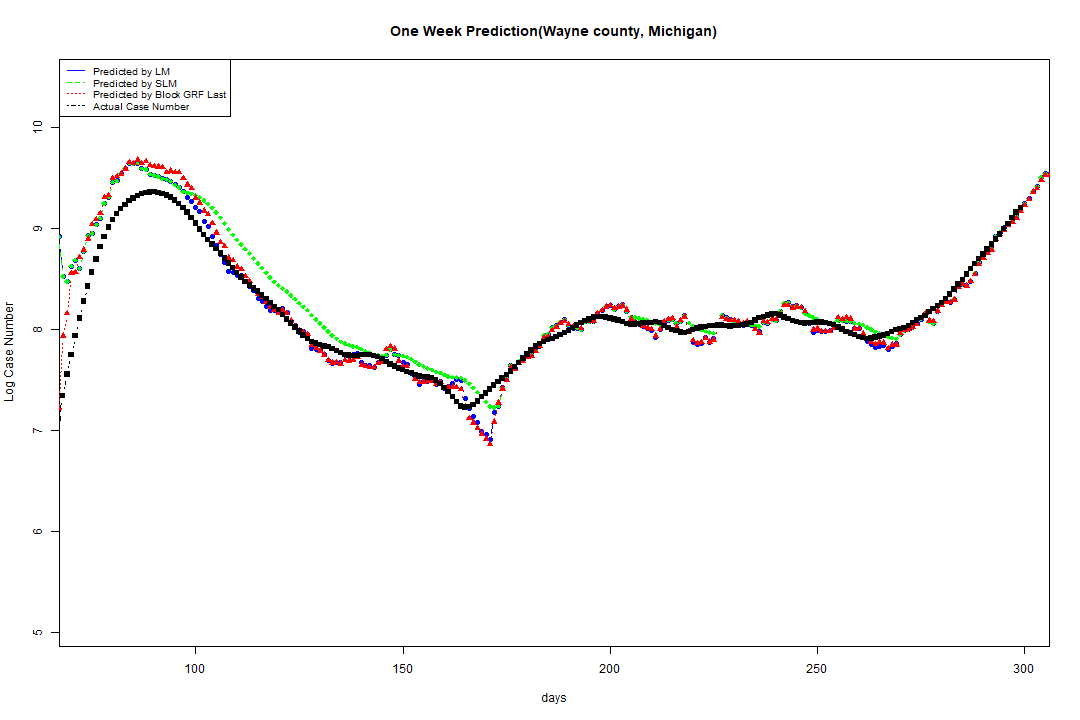 One Week Prediction(Wayne county, Michigan)
Predicted by LM
Predicted by SLM
Predicted by Block GRF Last
Actual Case Number
Log Case Number
10
9
8
7
6
5
100 150 200 250 300
days